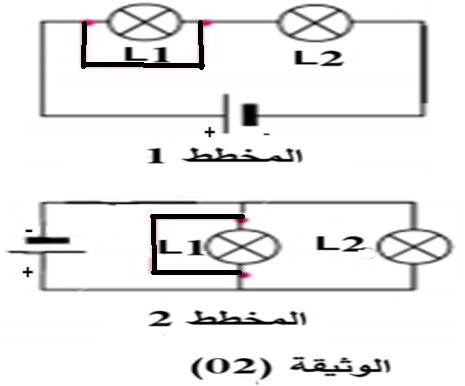 L1 L2
+ -
المخطط 1
-
L1 L2
+
المخطط 2
الوثيقة (02)